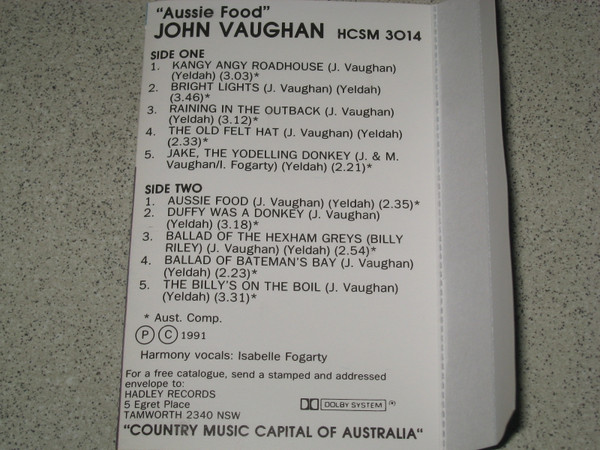 "Aussie Food"
JOHN VAUGHAN HCSM 3014
SIDE ONE
1. KANGY ANGY ROADHOUSE (J. Vaughan)
(Yeldah) (3.03)*
2. BRIGHT LIGHTS (J. Vaughan) (Yeldah)
(3.46)*
3. RAINING IN THE OUTBACK (J. Vaughan)
(Yeldah) (3.12)*
4. THE OLD FELT HAT (J. Vaughan) (Yeldah)
(2.33)*
5. JAKE, THE YODELLING DONKEY (J. & M.
Vaughan/I. Fogarty) (Yeldah) (2.21)*
SIDE TWO
1. AUSSIE FOOD (J. Vaughan) (Yeldah) (2.35)*
2. DUFFY WAS A DONKEY (J. Vaughan)
(Yeldah) (3.18)*
3. BALLAD OF THE HEXHAM GREYS (BILLY
RILEY) (J. Vaughan) (Yeldah) (2.54)*
4. BALLAD OF BATEMAN'S BAY (J. Vaughan)
(Yeldah) (2.23)*
5. THE BILLY'S ON THE BOIL (J. Vaughan)
(Yeldah) (3.31)*
* Aust. Comp.
Ⓟ Ⓒ 1991
Harmony vocals: Isabelle Fogarty
For a free catalogue, send a stamped and addressed
envelope to:
HADLEY RECORDS
5 Egret Place
TAMWORTH 2340 NSW
DOLBY SYSTEM ®
"COUNTRY MUSIC CAPITAL OF AUSTRALIA"